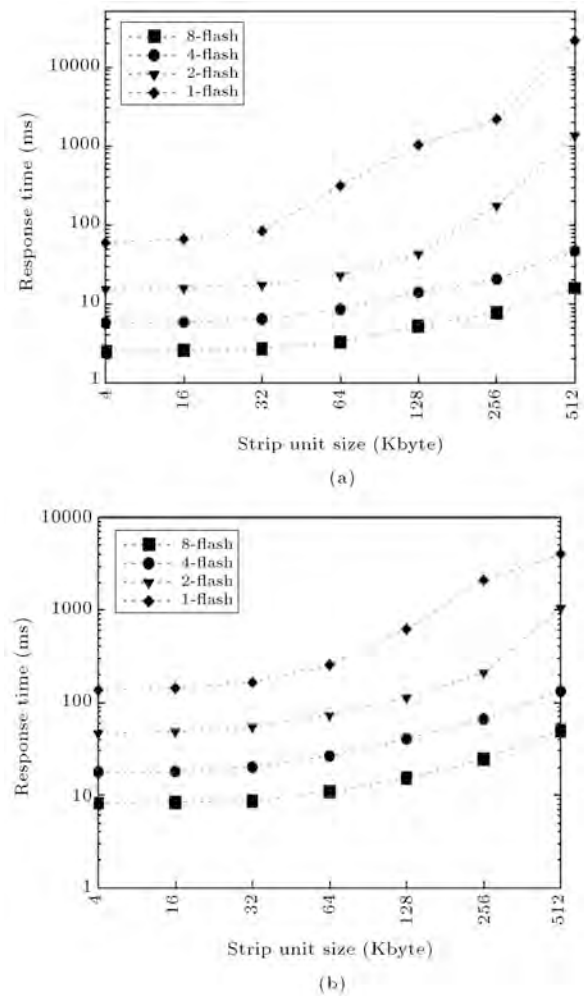 8-flash
4-flash
2-flash
1-flash
10000
1000
100
10
1
Response time (ms)
4
16
32
64
128
256
512
Strip unit size (Kbyte)
(a)
8-flash
4-flash
2-flash
1-flash
10000
1000
100
10
1
Response time (ms)
4
16
32
64
128
256
512
Strip unit size (Kbyte)
(b)